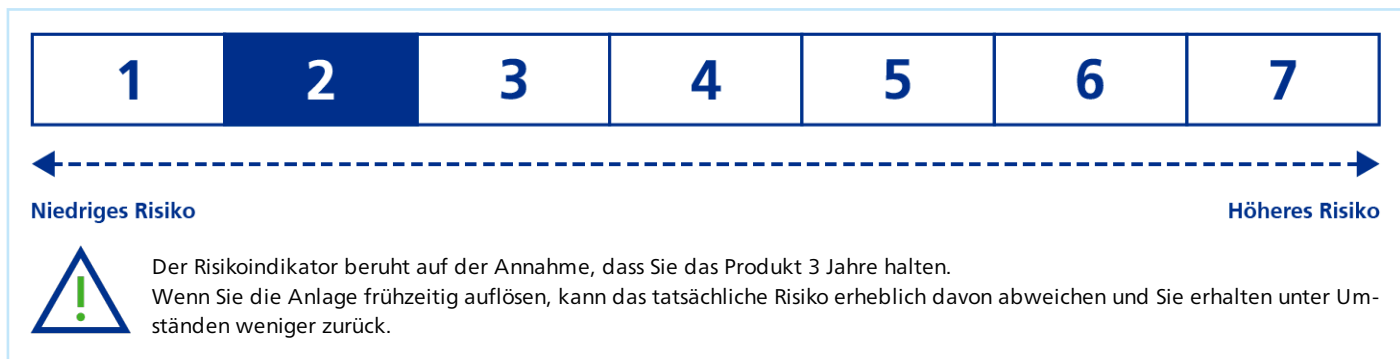 1 2 3 4 5 6 7
Niedriges Risiko Höheres Risiko
Der Risikoindikator beruht auf der Annahme, dass Sie das Produkt 3 Jahre halten.
Wenn Sie die Anlage frühzeitig auflösen, kann das tatsächliche Risiko erheblich davon abweichen und Sie erhalten unter Um-
ständen weniger zurück.